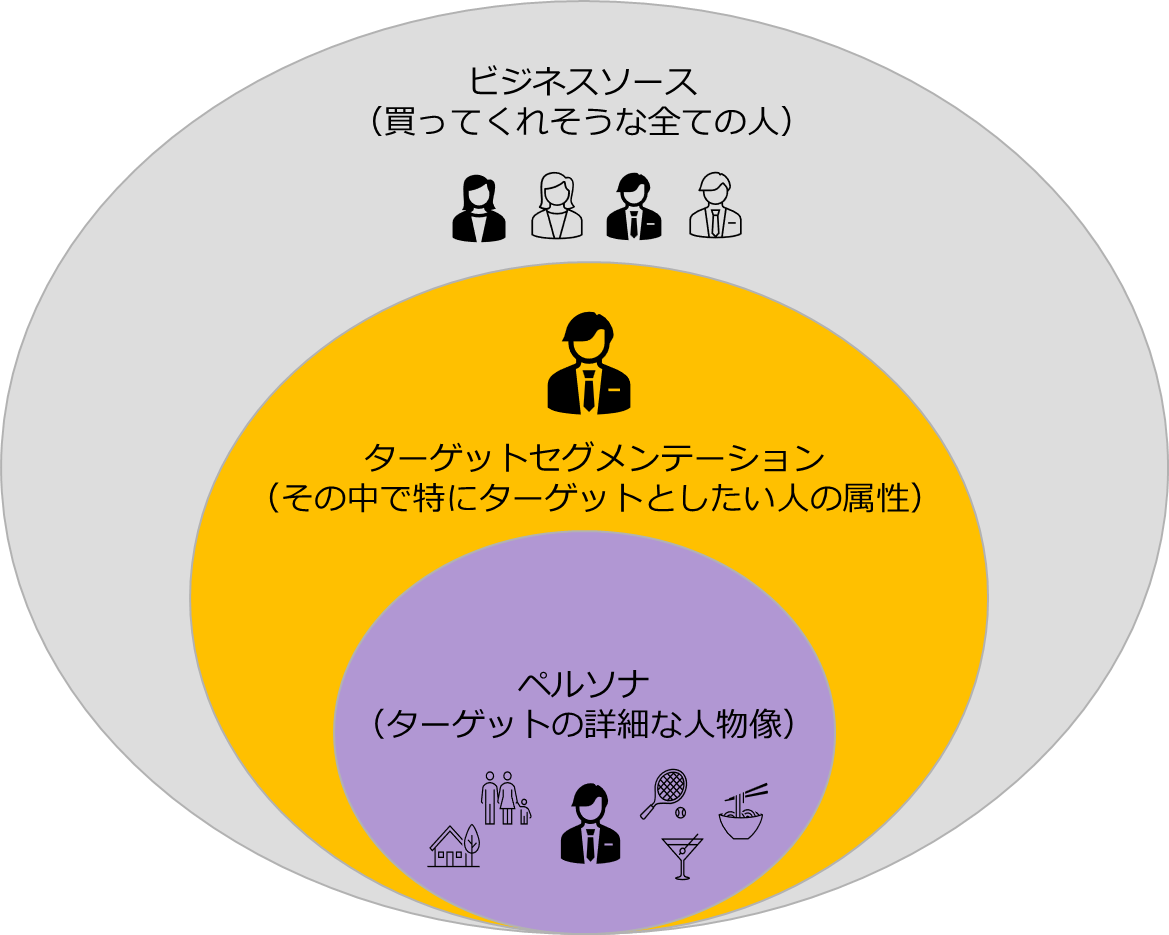 ビジネスソース
（買ってくれそうな全ての人）
ターゲットセグメンテーション
（その中で特にターゲットとしたい人の属性）
ペルソナ
（ターゲットの詳細な人物像）